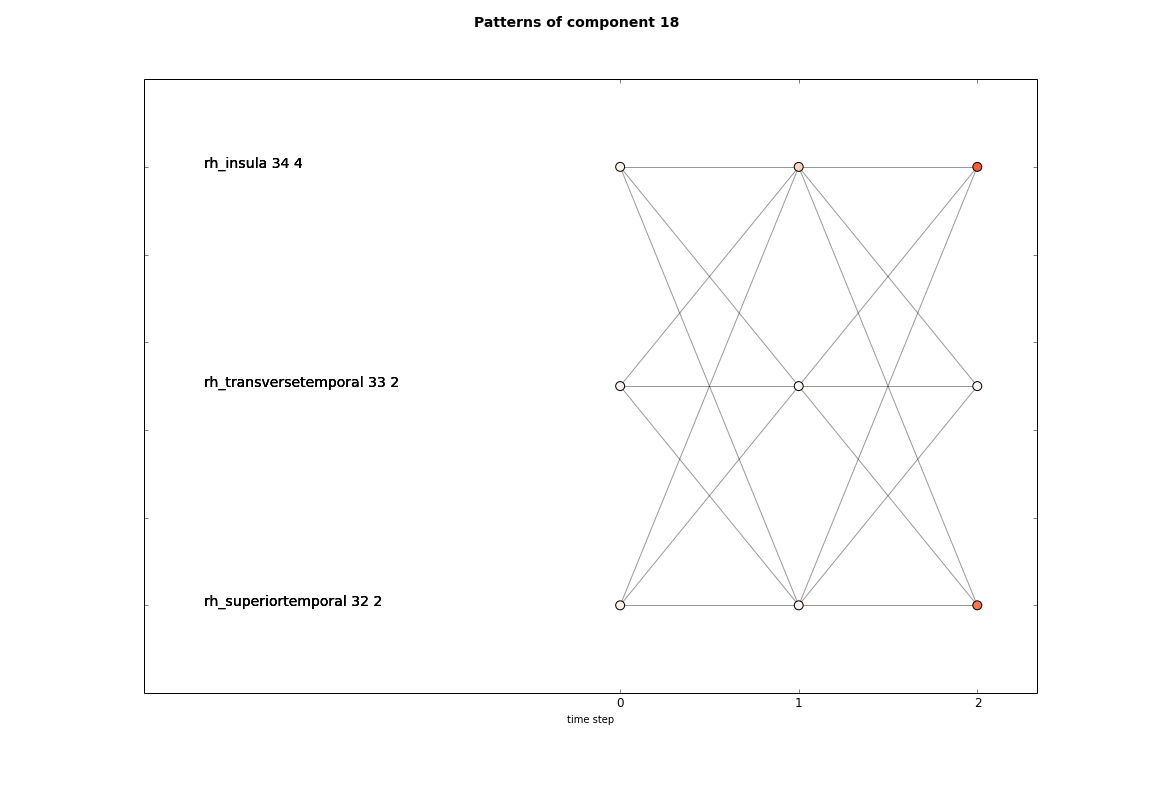 Patterns of component 18
rh_insula 34 4
rh_transversetemporal 33 2
rh_superiortemporal 32 2
0 1 2
time step